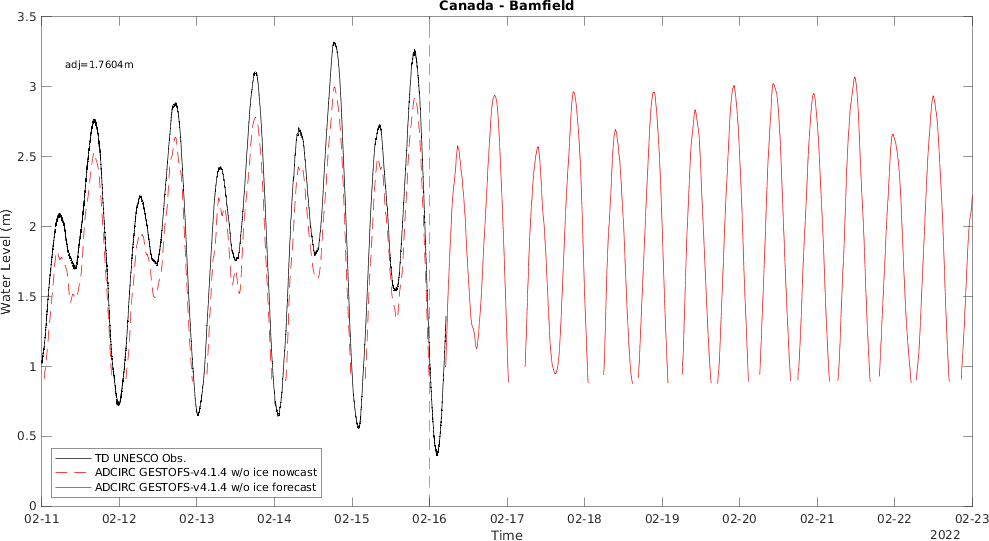 Canada - Bamfield
3.5
adj=1.7604m
3
2.5
2
Water Level (m)
1.5
1
0.5
0
TD UNESCO Obs.
ADCIRC GESTOFS-v4.1.4 w/o ice nowcast
ADCIRC GESTOFS-v4.1.4 w/o ice forecast
02-11 02-12 02-13 02-14 02-15 02-16 02-17 02-18 02-19 02-20 02-21 02-22 02-23
Time
2022